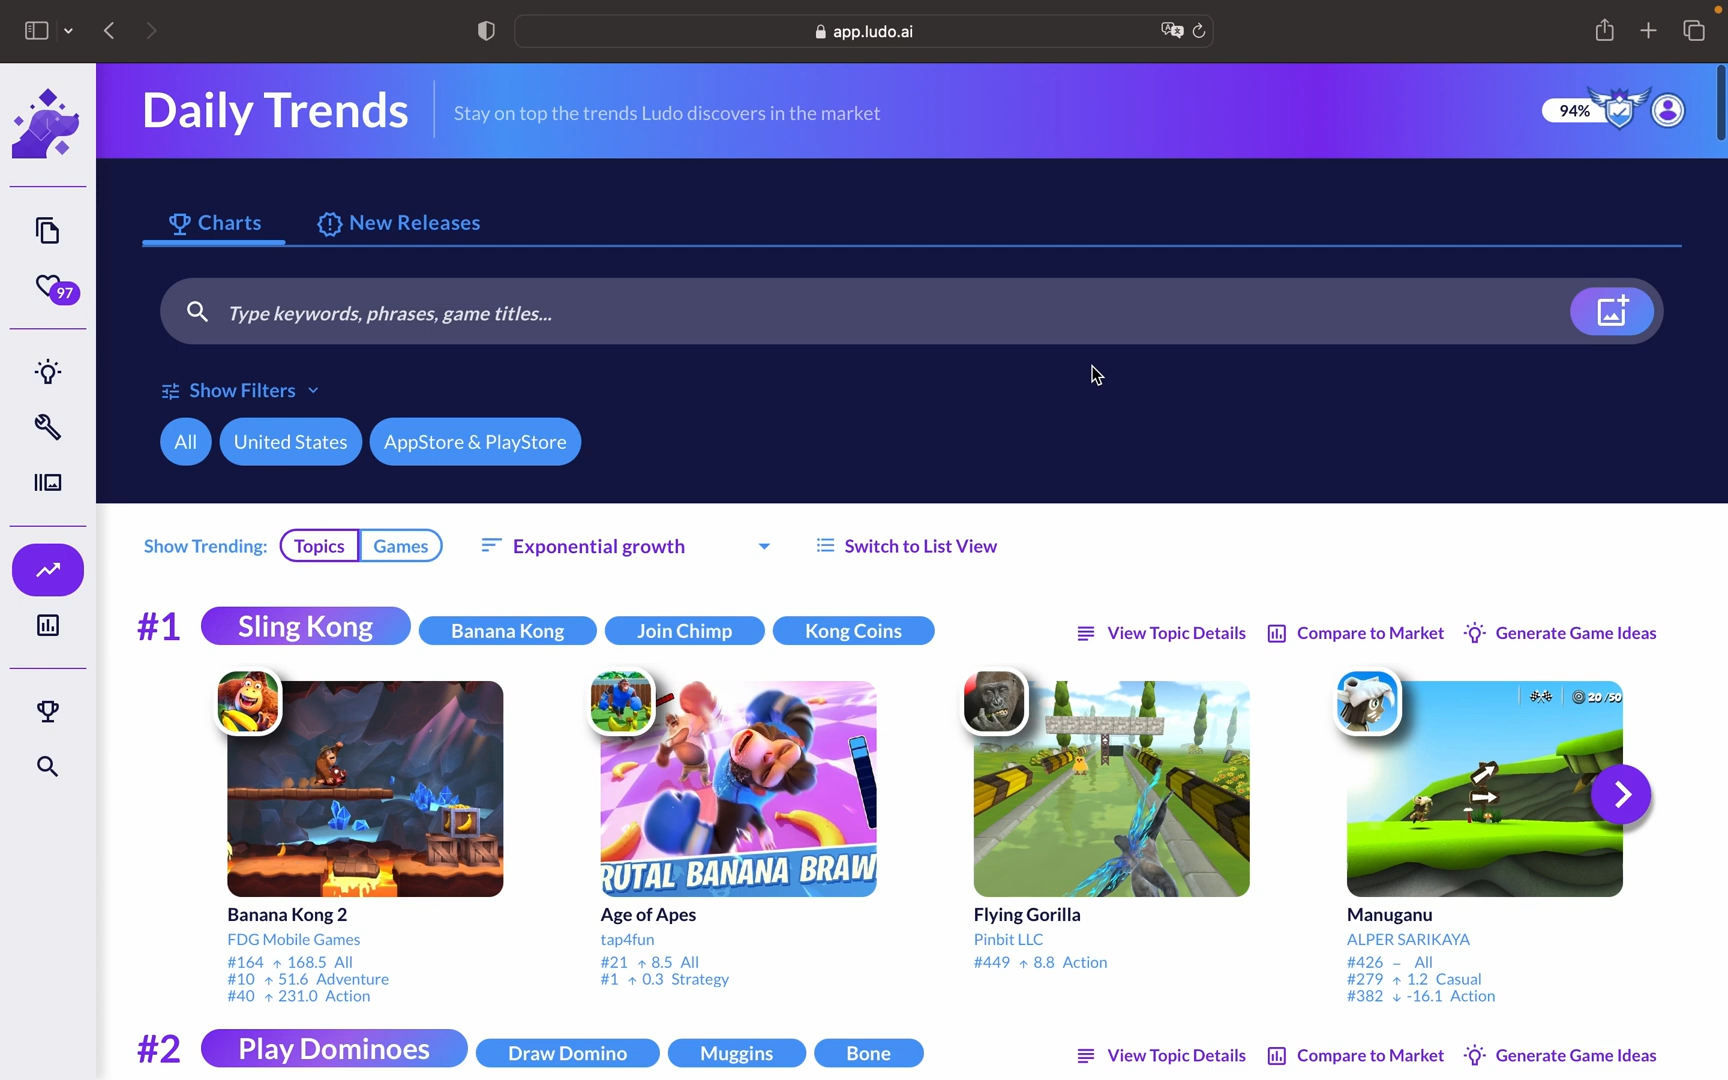 app.ludo.ai
Daily Trends
Stay on top the trends Ludo discovers in the market
94%
97
Charts
New Releases
Type keywords, phrases, game titles...
Show Filters
All
United States
AppStore & PlayStore
Show Trending:
Topics
Games
Exponential growth
Switch to List View
#1
Sling Kong
Banana Kong
Join Chimp
Kong Coins
View Topic Details
Compare to Market
Generate Game Ideas
RUTAL BANANA BRAW
20 /50
Banana Kong 2
FDG Mobile Games
#164 ↑ 168.5 All
#10 ↑ 51.6 Adventure
#40 ↑ 231.0 Action
Age of Apes
tap4fun
#21 ↑ 8.5 All
#1 ↑ 0.3 Strategy
Flying Gorilla
Pinbit LLC
#449 ↑ 8.8 Action
Manuganu
ALPER SARIKAYA
#426 – All
#279 ↑ 1.2 Casual
#382 ↓ -16.1 Action
#2
Play Dominoes
Draw Domino
Muggins
Bone
View Topic Details
Compare to Market
Generate Game Ideas